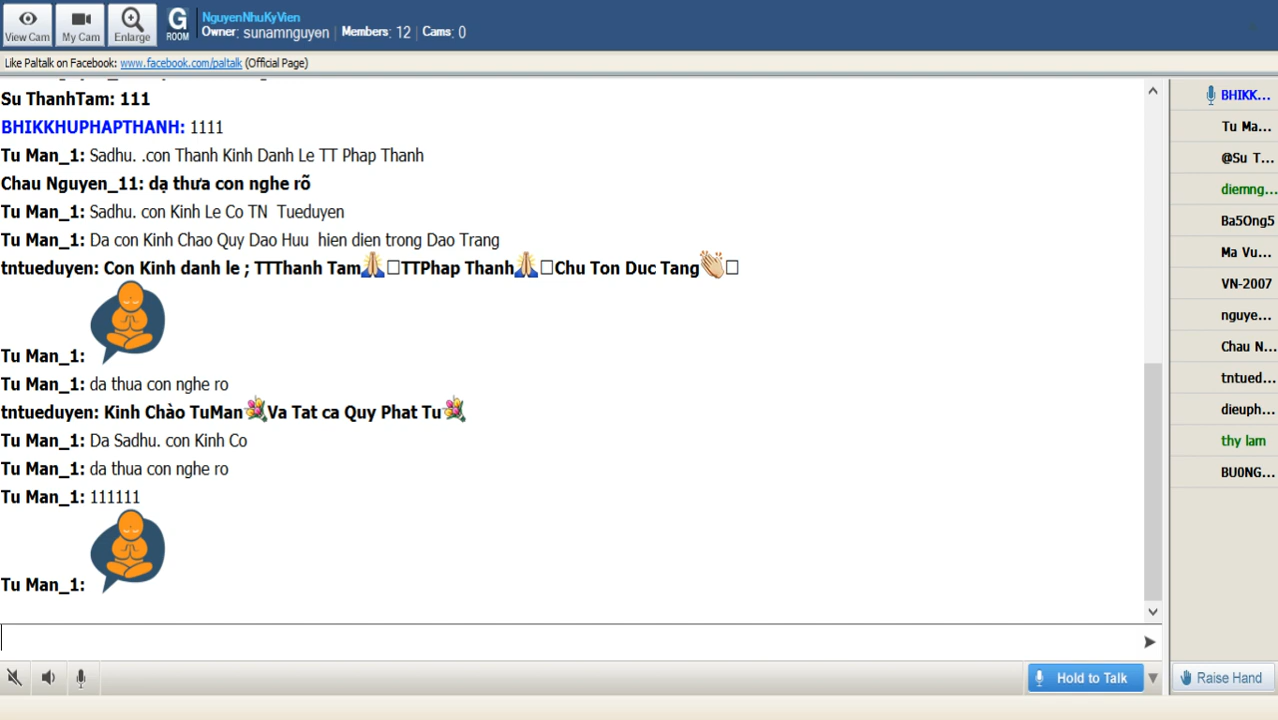 View Cam
My Cam
Enlarge
G
ROOM
NguyenNhuKyVien
Owner: sunamnguyen | Members: 12 | Cams: 0
Like Paltalk on Facebook: www.facebook.com/paltalk (Official Page)
Su ThanhTam: 111
BHIKKHUPHAPTHANH: 1111
Tu Man_1: Sadhu. .con Thanh Kinh Danh Le TT Phap Thanh
Chau Nguyen_11: dạ thưa con nghe rõ
Tu Man_1: Sadhu. con Kinh Le Co TN Tueduyen
Tu Man_1: Da con Kinh Chao Quy Dao Huu hien dien trong Dao Trang
tntueduyen: Con Kinh danh le ; TTThanh Tam🙏□TTPhap Thanh🙏□Chu Ton Duc Tang👏□
Tu Man_1:
Tu Man_1: da thua con nghe ro
tntueduyen: Kinh Chào TuMan💐Va Tat ca Quy Phat Tu💐
Tu Man_1: Da Sadhu. con Kinh Co
Tu Man_1: da thua con nghe ro
Tu Man_1: 111111
Tu Man_1:
Hold to Talk
BHIKK...
Tu Ma...
@Su T...
diemng...
Ba5Ong5
Ma Vu...
VN-2007
nguye...
Chau N...
tntued...
dieuph...
thy lam
BU0NG...
Raise Hand